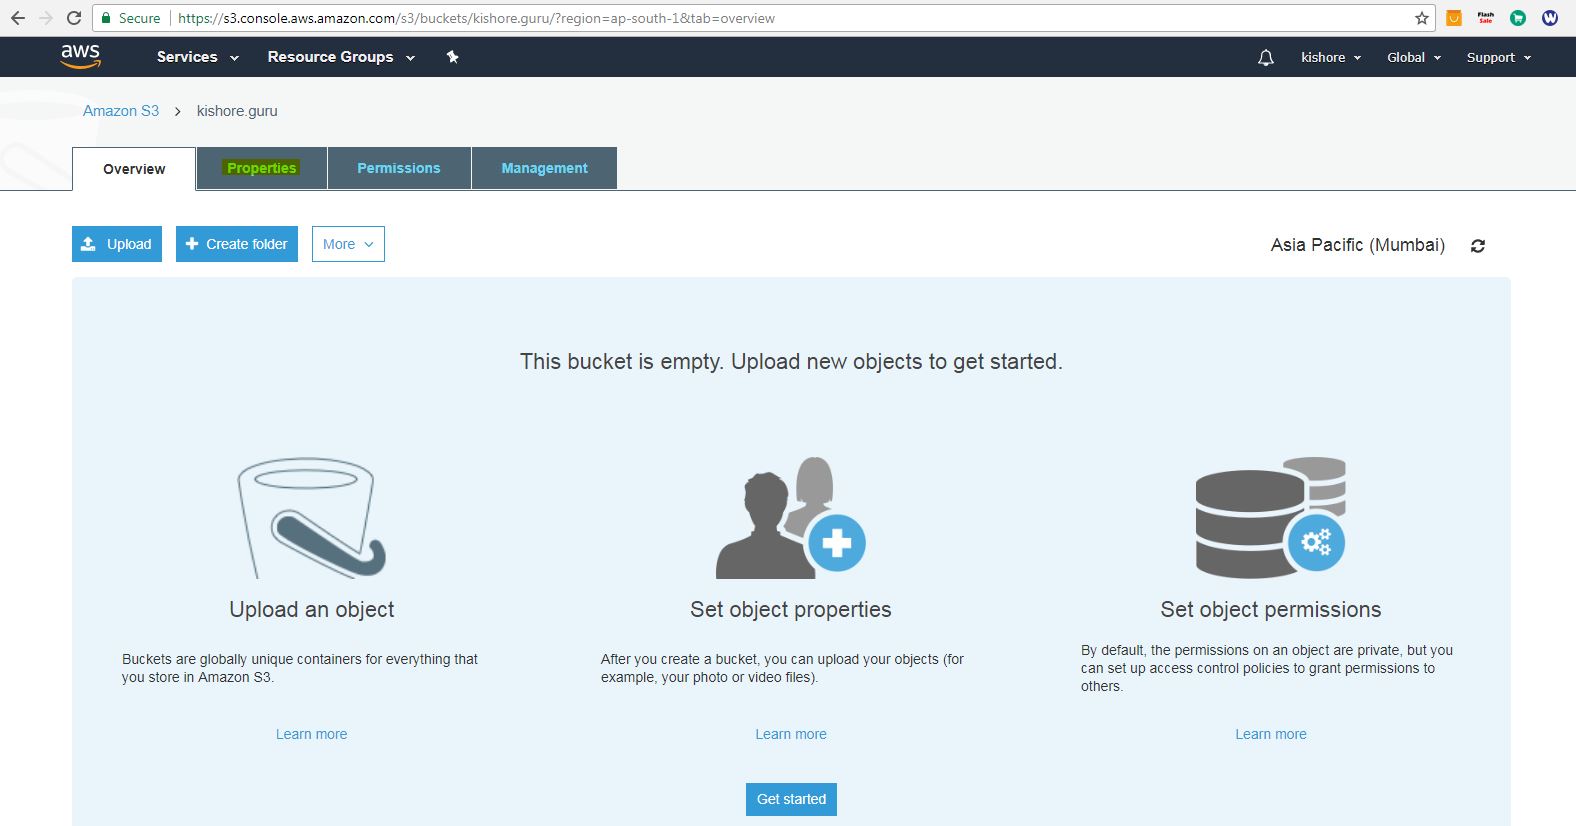 Secure https://s3.console.aws.amazon.com/s3/buckets/kishore.guru/?region=ap-south-1&tab=overview
Flash
Sale
W
aws Services Resource Groups kishore Global Support
Amazon S3 > kishore.guru
Overview Properties Permissions Management
Upload Create folder More Asia Pacific (Mumbai)
This bucket is empty. Upload new objects to get started.
Upload an object
Buckets are globally unique containers for everything that
you store in Amazon S3.
Learn more
Set object properties
After you create a bucket, you can upload your objects (for
example, your photo or video files).
Learn more
Set object permissions
By default, the permissions on an object are private, but you
can set up access control policies to grant permissions to
others.
Learn more
Get started